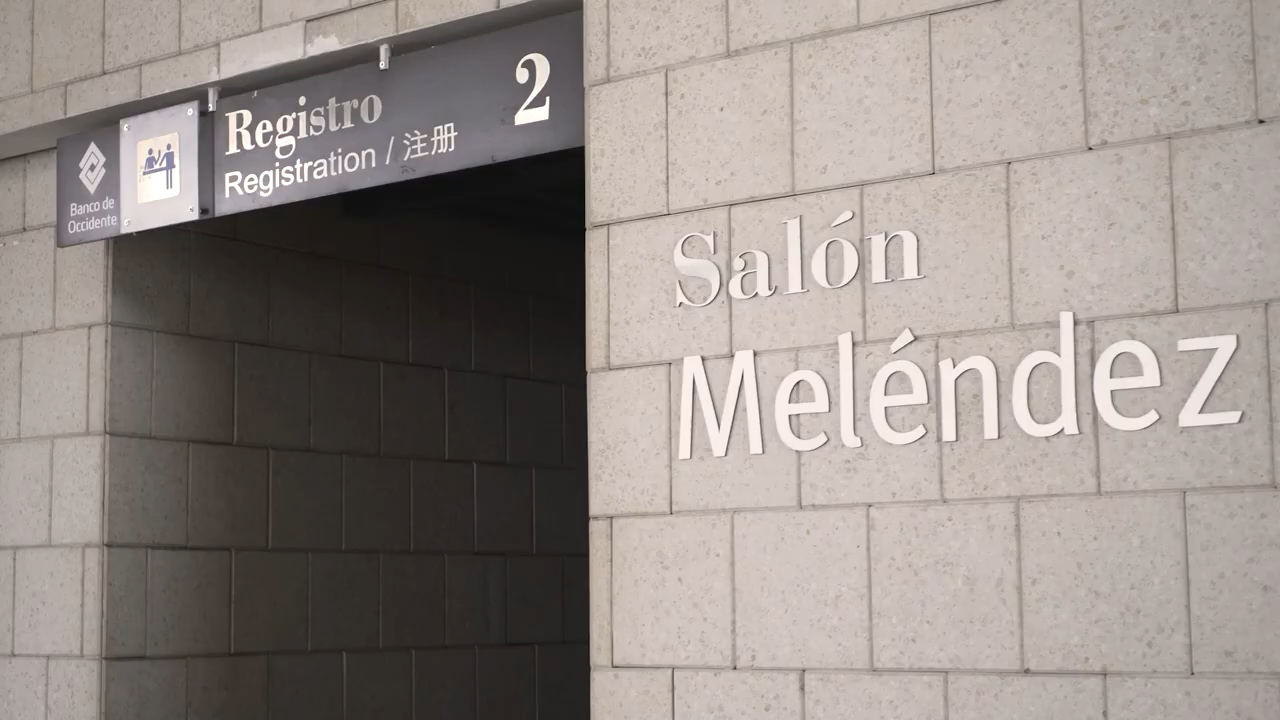 Banco de
Occidente
Registro
Registration / 注册
2
Salón
Meléndez